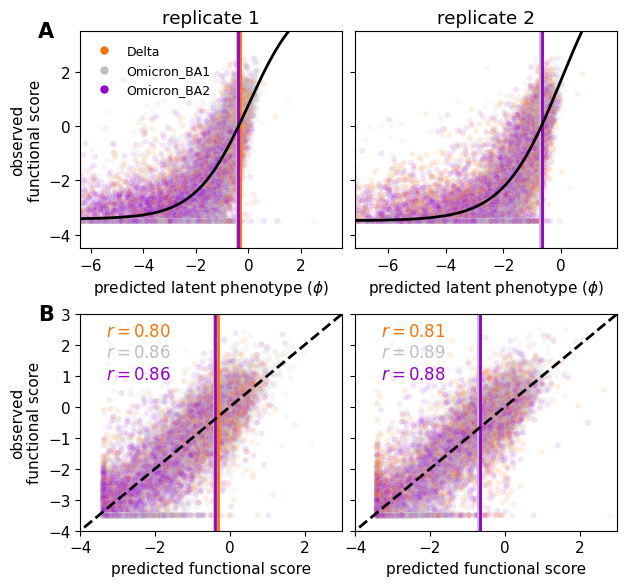 A
replicate 1
replicate 2
Delta
Omicron_BA1
Omicron_BA2
observed
functional score
2
0
−2
−4
−6
−4
−2
0
2
−6
−4
−2
0
predicted latent phenotype (ϕ)
predicted latent phenotype (ϕ)
B
r = 0.80
r = 0.86
r = 0.86
r = 0.81
r = 0.89
r = 0.88
observed
functional score
3
2
1
0
−1
−2
−3
−4
−4
−2
0
−4
−2
0
2
predicted functional score
predicted functional score